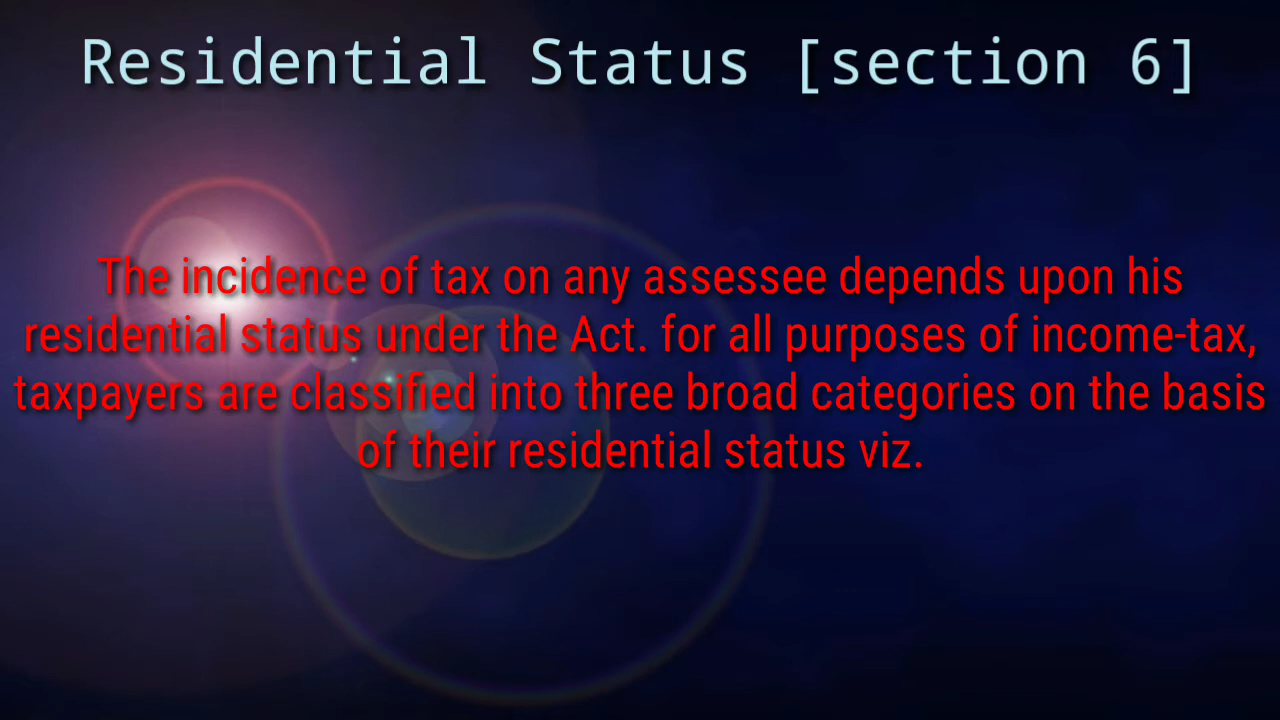 Residential Status [section 6]
The incidence of tax on any assessee depends upon his
residential status under the Act. for all purposes of income-tax,
taxpayers are classified into three broad categories on the basis
of their residential status viz.